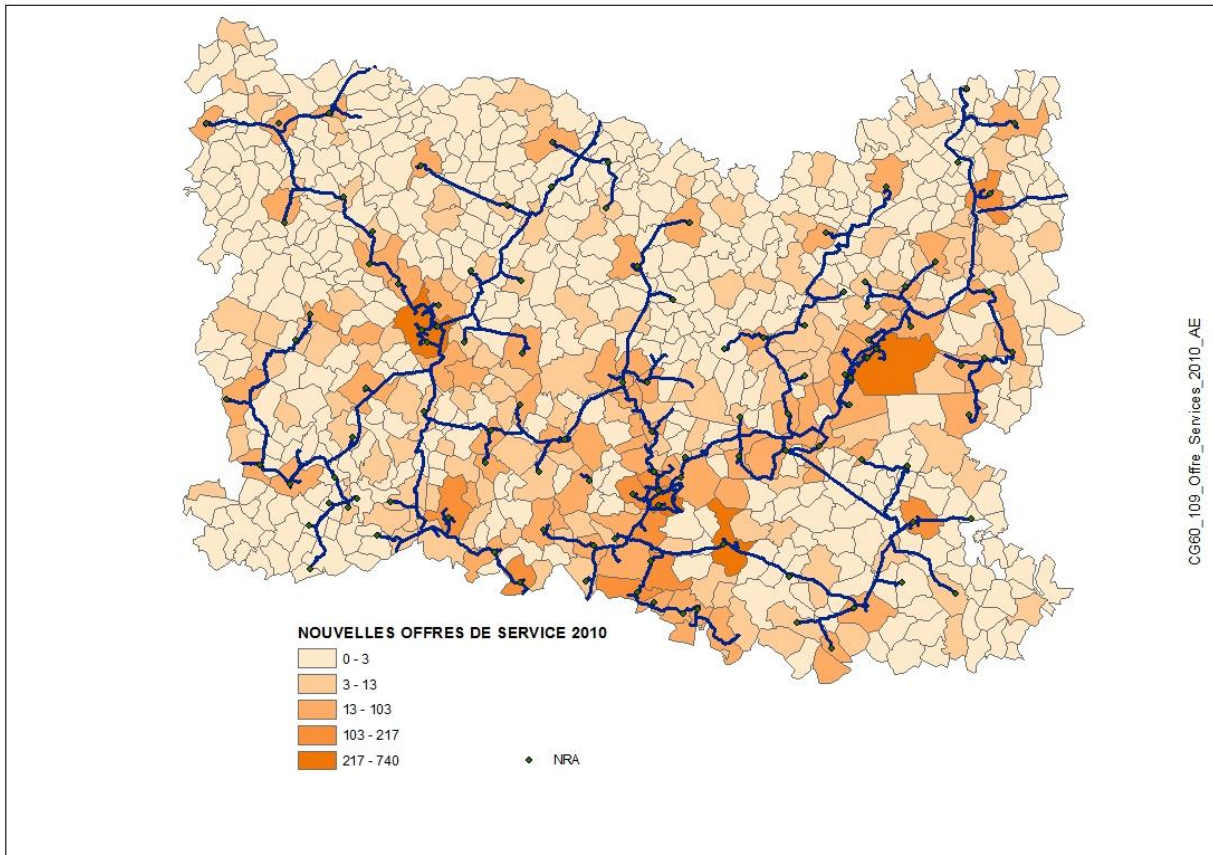 NOUVELLES OFFRES DE SERVICE 2010
0 - 3
3 - 13
13 - 103
103 - 217
217 - 740
NRA
CG60_109_Offre_Services_2010_AE